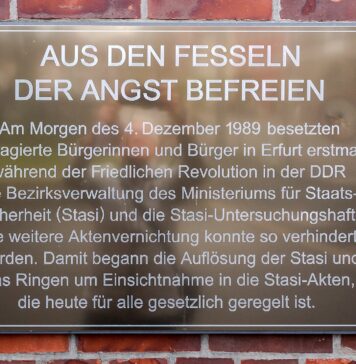 AUS DEN FESSELN
DER ANGST BEFREIEN
Am Morgen des 4. Dezember 1989 besetzten
agierte Bürgerinnen und Bürger in Erfurt erstma
während der Friedlichen Revolution in der DDR
e Bezirksverwaltung des Ministeriums für Staats-
cherheit (Stasi) und die Stasi-Untersuchungshaft
e weitere Aktenvernichtung konnte so verhindert
rden. Damit begann die Auflösung der Stasi und
as Ringen um Einsichtnahme in die Stasi-Akten,
die heute für alle gesetzlich geregelt ist.